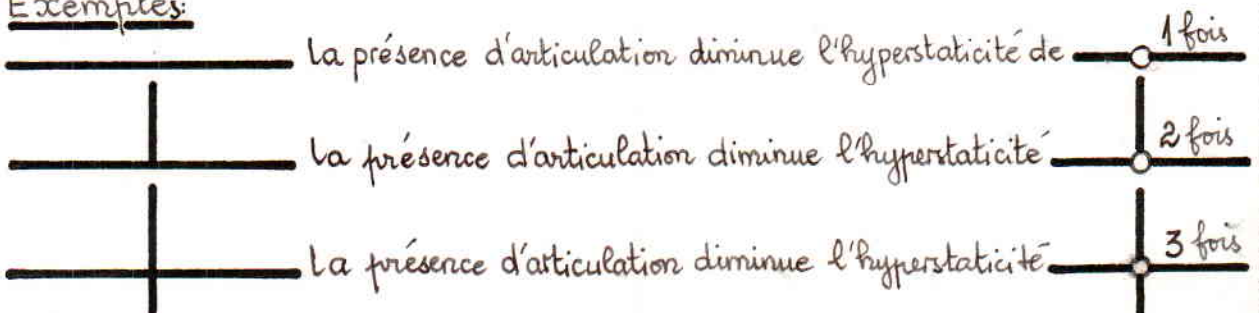 Exemples:
La présence d'articulation diminue l'hyperstaticité de 1 fois
La présence d'articulation diminue l'hyperstaticité 2 fois
La présence d'articulation diminue l'hyperstaticité 3 fois